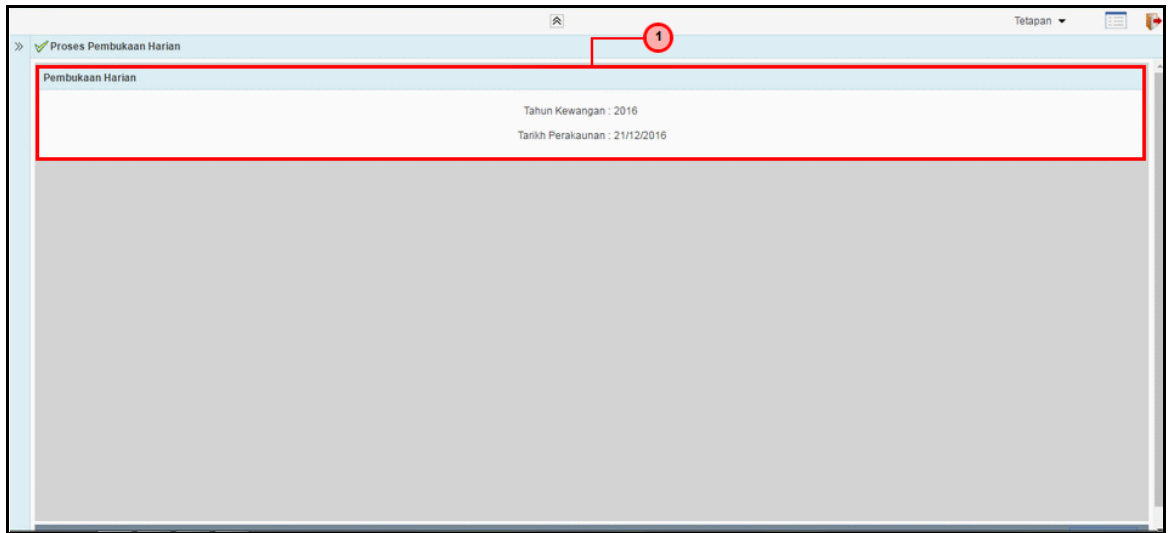 Tetapan
1
Proses Pembukaan Harian
Pembukaan Harian
Tahun Kewangan : 2016
Tarikh Perakaunan : 21/12/2016